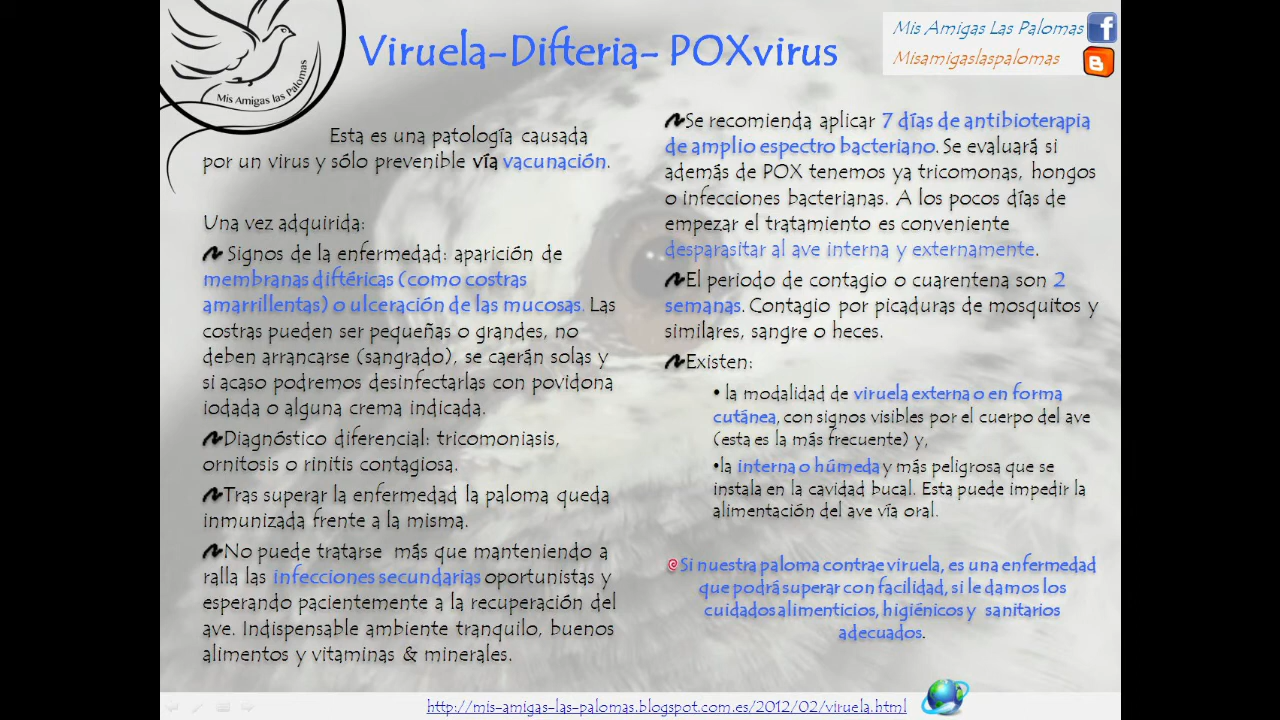 Mis Amigas las Palomas
Viruela-Difteria- POXvirus
Mis Amigas Las Palomas
Misamigaslaspalomas
Esta es una patología causada
por un virus y sólo prevenible vía vacunación.
Una vez adquirida:
Signos de la enfermedad: aparición de
membranas diftéricas (como costras
amarrillentas) o ulceración de las mucosas. Las
costras pueden ser pequeñas o grandes, no
deben arrancarse (sangrado), se caerán solas y
si acaso podremos desinfectarlas con povidona
iodada o alguna crema indicada.
Diagnóstico diferencial: tricomoniasis,
ornitosis o rinitis contagiosa.
Tras superar la enfermedad la paloma queda
inmunizada frente a la misma.
No puede tratarse más que manteniendo a
ralla las infecciones secundarias oportunistas y
esperando pacientemente a la recuperación del
ave. Indispensable ambiente tranquilo, buenos
alimentos y vitaminas & minerales.
Se recomienda aplicar 7 días de antibioterapia
de amplio espectro bacteriano. Se evaluará si
además de POX tenemos ya tricomonas, hongos
o infecciones bacterianas. A los pocos días de
empezar el tratamiento es conveniente
desparasitar al ave interna y externamente.
El periodo de contagio o cuarentena son 2
semanas. Contagio por picaduras de mosquitos y
similares, sangre o heces.
Existen:
• la modalidad de viruela externa o en forma
cutánea, con signos visibles por el cuerpo del ave
(esta es la más frecuente) y,
•la interna o húmeda y más peligrosa que se
instala en la cavidad bucal. Esta puede impedir la
alimentación del ave vía oral.
Si nuestra paloma contrae viruela, es una enfermedad
que podrá superar con facilidad, si le damos los
cuidados alimenticios, higiénicos y sanitarios
adecuados.
http://mis-amigas-las-palomas.blogspot.com.es/2012/02/viruela.html